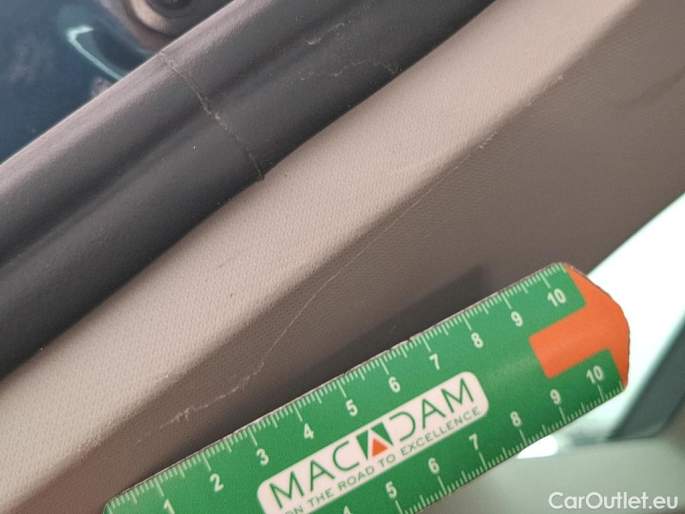 1 2 3 4 5 6 7 8 9 10
MACADAM
ON THE ROAD TO EXCELLENCE
4 5 6 7 8 9 10
CarOutlet.eu